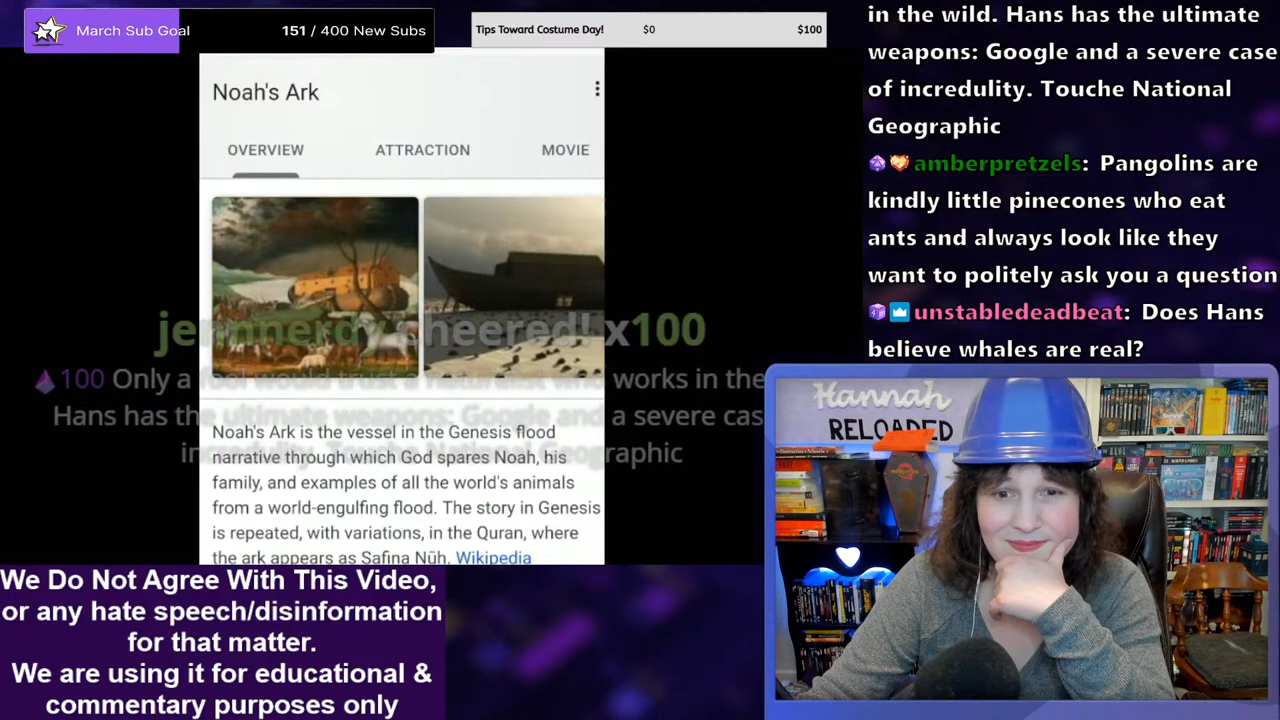 March Sub Goal
151 / 400 New Subs
Tips Toward Costume Day!
$0
$100
Noah's Ark
OVERVIEW
ATTRACTION
MOVIE
jennnerdy cheered! x100
100 Only a fool would trust a naturalist who works in the
Hans has the ultimate weapons: Google and a severe cas
incredulity. Touche National Geographic
Noah's Ark is the vessel in the Genesis flood
narrative through which God spares Noah, his
family, and examples of all the world's animals
from a world-engulfing flood. The story in Genesis
is repeated, with variations, in the Quran, where
the ark appears as Safina Nūh. Wikipedia
We Do Not Agree With This Video,
or any hate speech/disinformation
for that matter.
We are using it for educational &
commentary purposes only
in the wild. Hans has the ultimate
weapons: Google and a severe case
of incredulity. Touche National
Geographic
amberpretzels: Pangolins are
kindly little pinecones who eat
ants and always look like they
want to politely ask you a question
unstabledeadbeat: Does Hans
believe whales are real?
Hannah
RELOADED